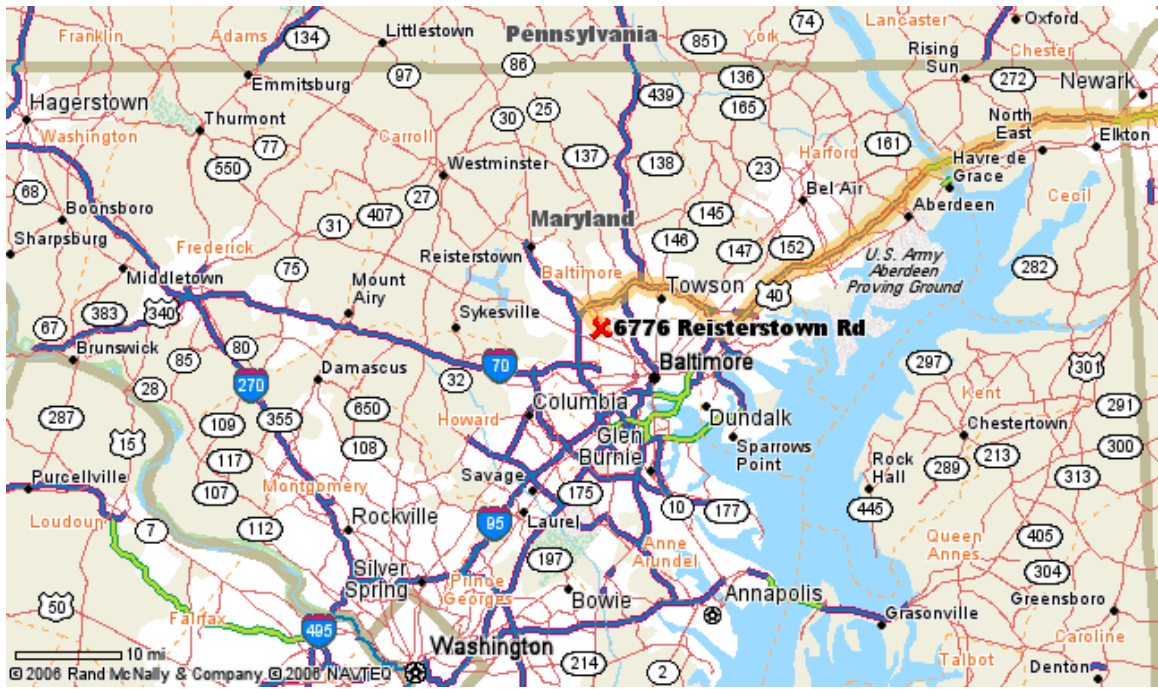 Franklin
Adams
134
Littlestown
Pennsylvania
851
York
74
Lancaster
Oxford
Chester
Rising
Sun
Emmitsburg
97
86
136
272
Newark
Hagerstown
439
165
Washington
Thurmont
30
25
North
East
Elkton
77
Carroll
137
138
161
Harford
Havre de
Grace
550
Westminster
23
68
27
Bel Air
Cecil
Boonsboro
407
Maryland
145
Aberdeen
31
146
Sharpsburg
Frederick
Reisterstown
147
152
U.S. Army
Aberdeen
Proving Ground
282
Middletown
75
Baltimore
Towson
40
Mount
Airy
383
340
67
Sykesville
6776 Reisterstown Rd
Brunswick
85
80
70
Baltimore
297
301
28
270
Damascus
32
Kent
287
355
650
Columbia
Dundalk
291
109
Howard
Chestertown
15
108
Glen
Burnie
Sparrows
Point
300
117
289
213
Purcellville
107
Montgomery
Savage
175
Rock
Hall
313
Loudoun
7
112
Rockville
95
Laurel
10
177
445
Queen
Annes
405
197
Anne
Arundel
304
Silver
Spring
Prince
Georges
50
Bowie
Annapolis
Grasonville
Greensboro
Fairfax
495
Washington
Caroline
10 mi
214
2
Talbot
Denton
© 2006 Rand McNally & Company © 2006 NAVTEQ